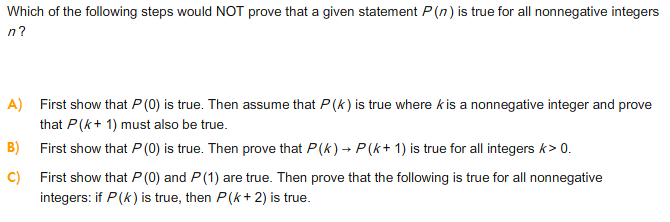 Which of the following steps would NOT prove that a given statement P(n) is true for all nonnegative integers
n?
A) First show that P(0) is true. Then assume that P(k) is true where k is a nonnegative integer and prove
that P(k+ 1) must also be true.
B) First show that P(0) is true. Then prove that P(k) → P(k+ 1) is true for all integers k> 0.
C) First show that P(0) and P(1) are true. Then prove that the following is true for all nonnegative
integers: if P(k) is true, then P(k+ 2) is true.